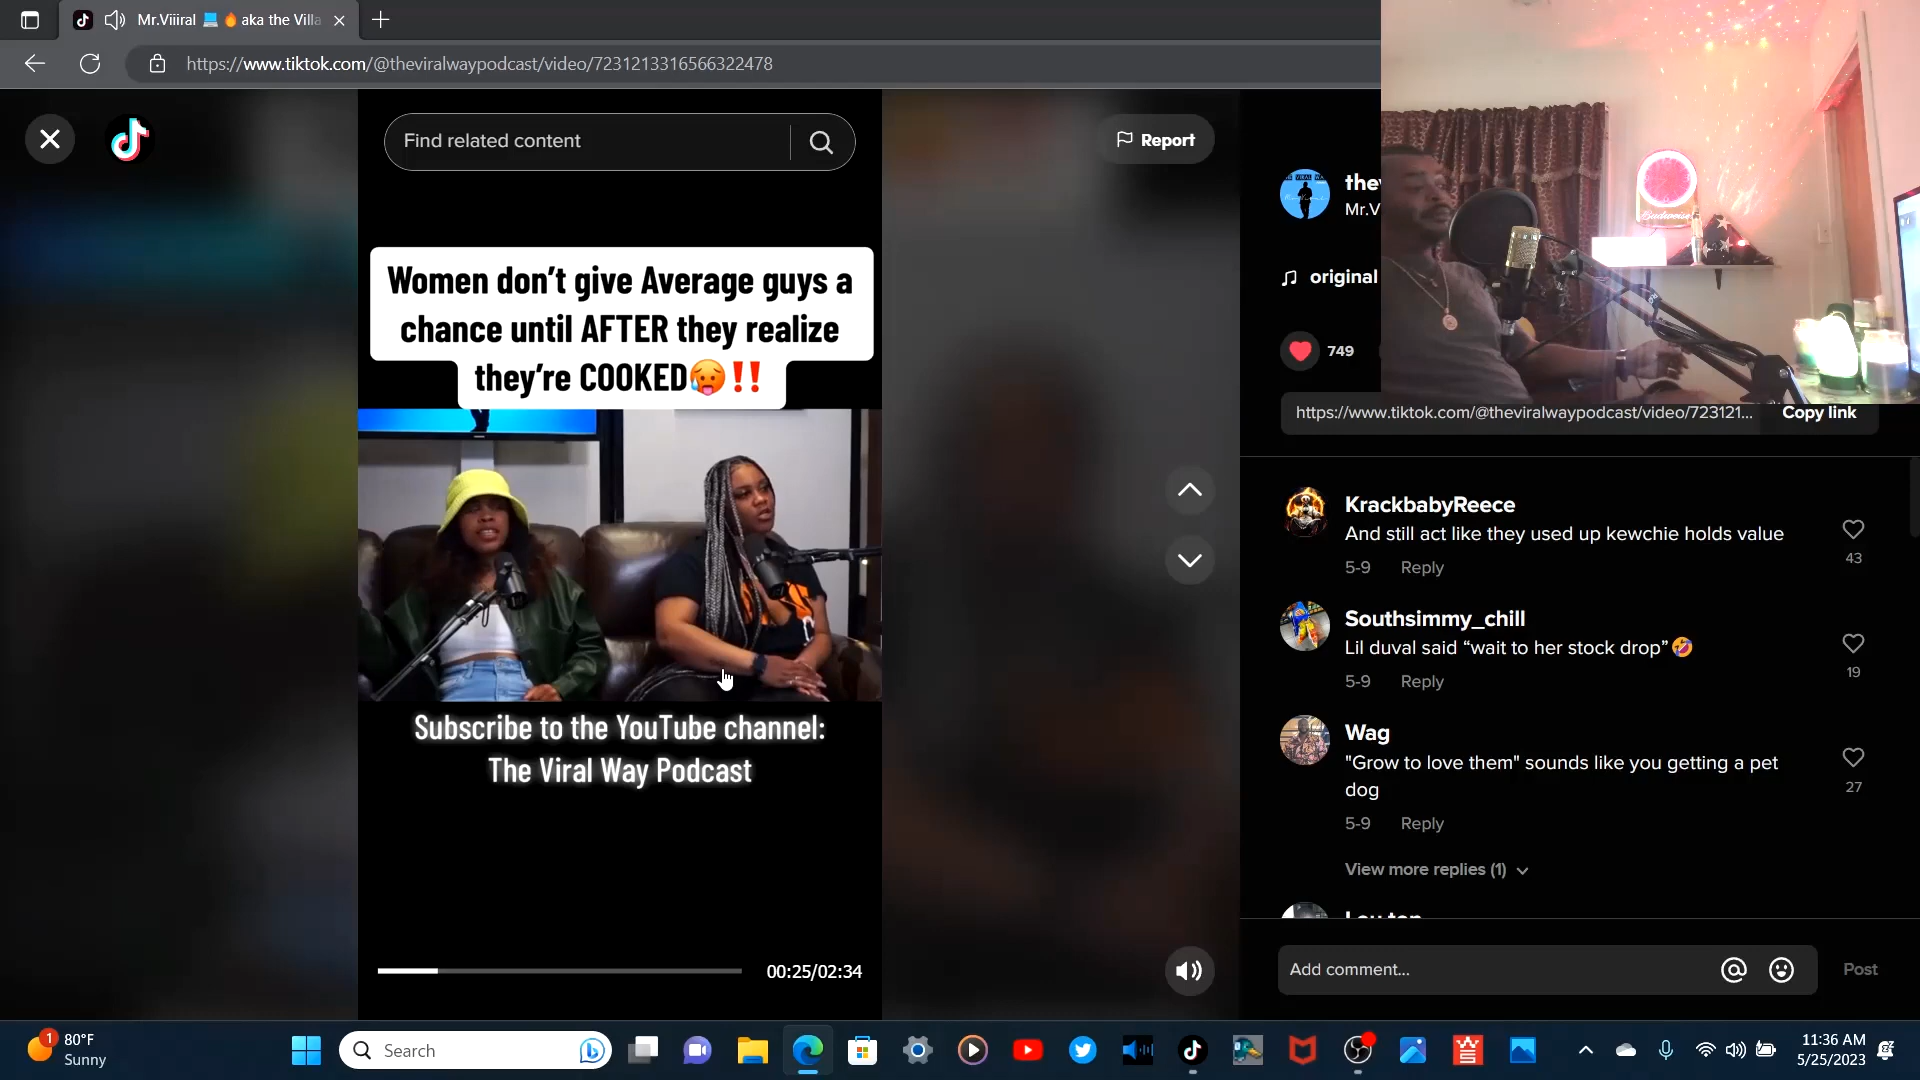 Mr.Viiiral 💻🔥aka the Villa
https://www.tiktok.com/@theviralwaypodcast/video/7231213316566322478
Find related content
Report
Women don't give Average guys a
chance until AFTER they realize
they're COOKED🥵‼️
Subscribe to the YouTube channel:
The Viral Way Podcast
00:25/02:34
Mr.V
original
749
Budweiser
https://www.tiktok.com/@theviralwaypodcast/video/723121...
Copy link
KrackbabyReece
And still act like they used up kewchie holds value
5-9 Reply
43
Southsimmy_chill
Lil duval said “wait to her stock drop”🤣
5-9 Reply
19
Wag
"Grow to love them" sounds like you getting a pet
dog
5-9 Reply
27
View more replies (1)
Add comment...
Post
1
80°F
Sunny
Search
11:36 AM
5/25/2023